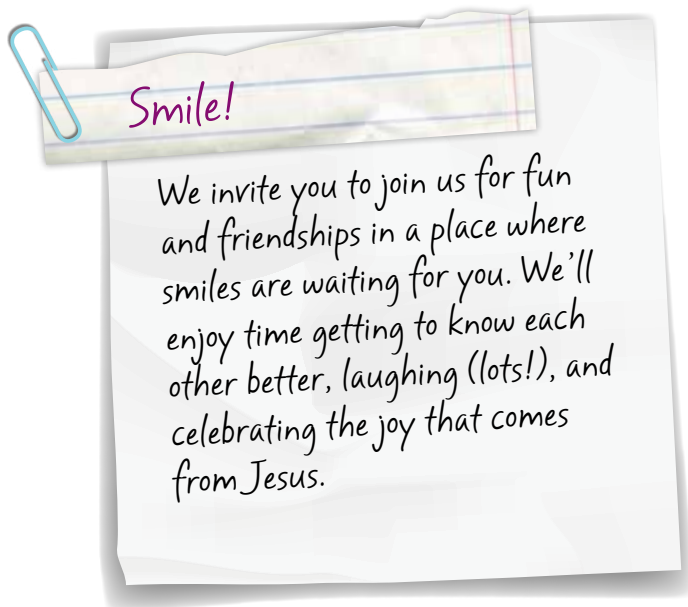 Smile!
We invite you to join us for fun
and friendships in a place where
smiles are waiting for you. We'll
enjoy time getting to know each
other better, laughing (lots!), and
celebrating the joy that comes
from Jesus.